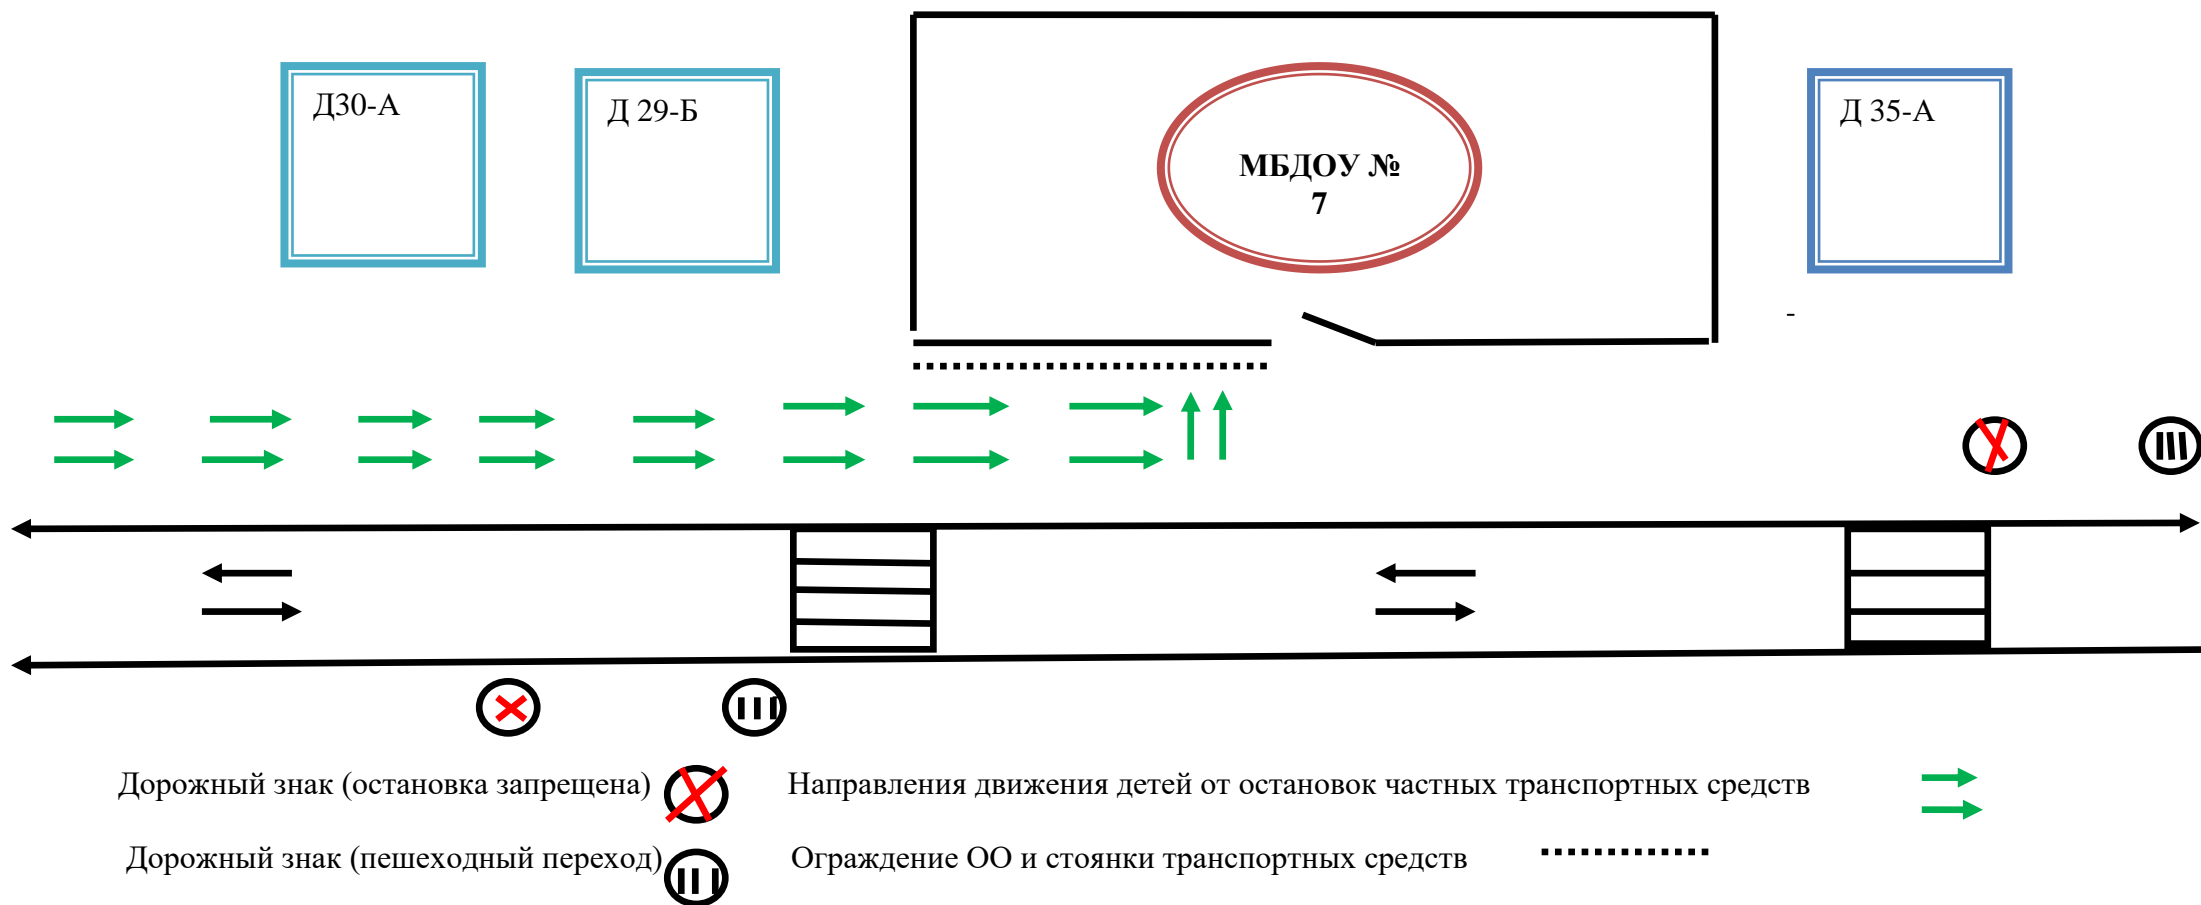 Д30-А
Д 29-Б
МБДОУ №
7
Д 35-А
-
Дорожный знак (остановка запрещена)
Направления движения детей от остановок частных транспортных средств
Дорожный знак (пешеходный переход)
Ограждение ОО и стоянки транспортных средств